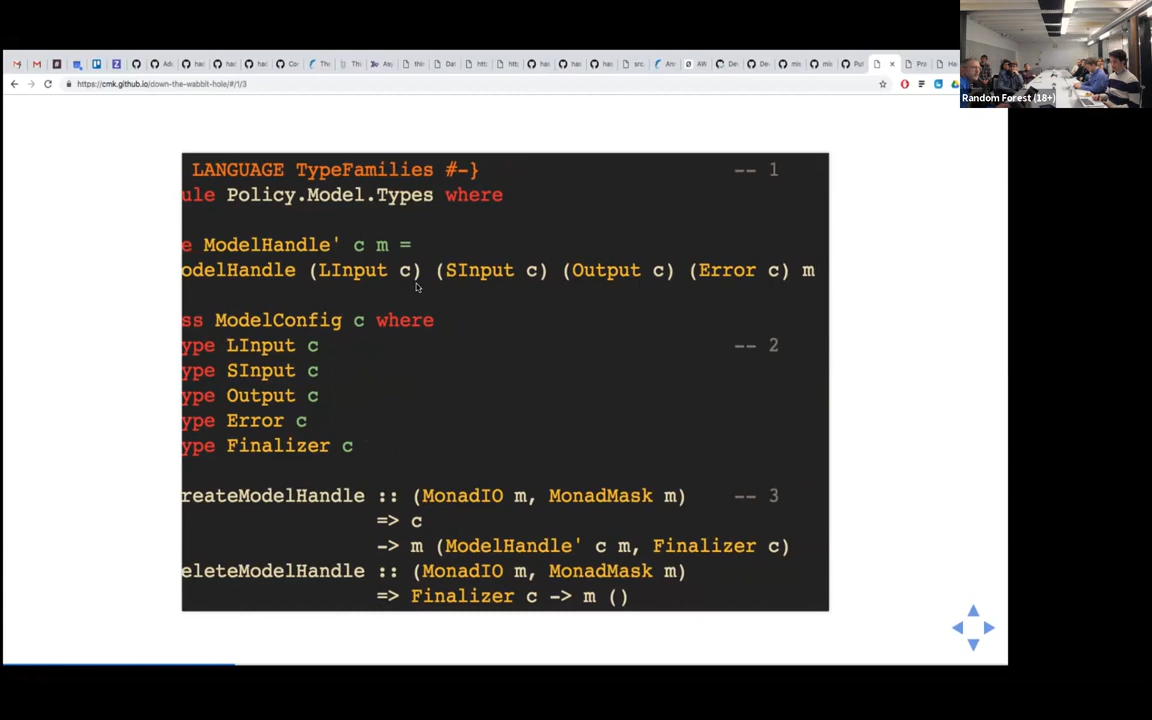 https://cmk.github.io/down-the-wabbit-hole/#/1/3
Random Forest (18+)
LANGUAGE TypeFamilies #-} -- 1
ule Policy.Model.Types where
e ModelHandle' c m =
odelHandle (LInput c) (SInput c) (Output c) (Error c) m
ss ModelConfig c where
ype LInput c -- 2
ype SInput c
ype Output c
ype Error c
ype Finalizer c
reateModelHandle :: (MonadIO m, MonadMask m) -- 3
=> c
-> m (ModelHandle' c m, Finalizer c)
eleteModelHandle :: (MonadIO m, MonadMask m)
=> Finalizer c -> m ()